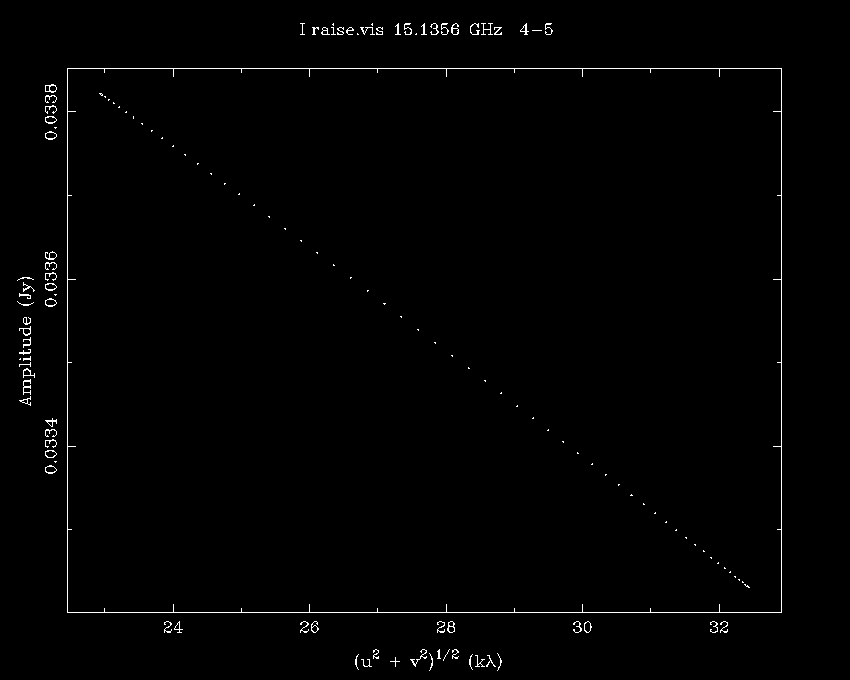 I raise.vis 15.1356 GHz 4−5
0.0338
0.0336
0.0334
Amplitude (Jy)
24 26 28 30 32
(u² + v²)^1/2 (kλ)